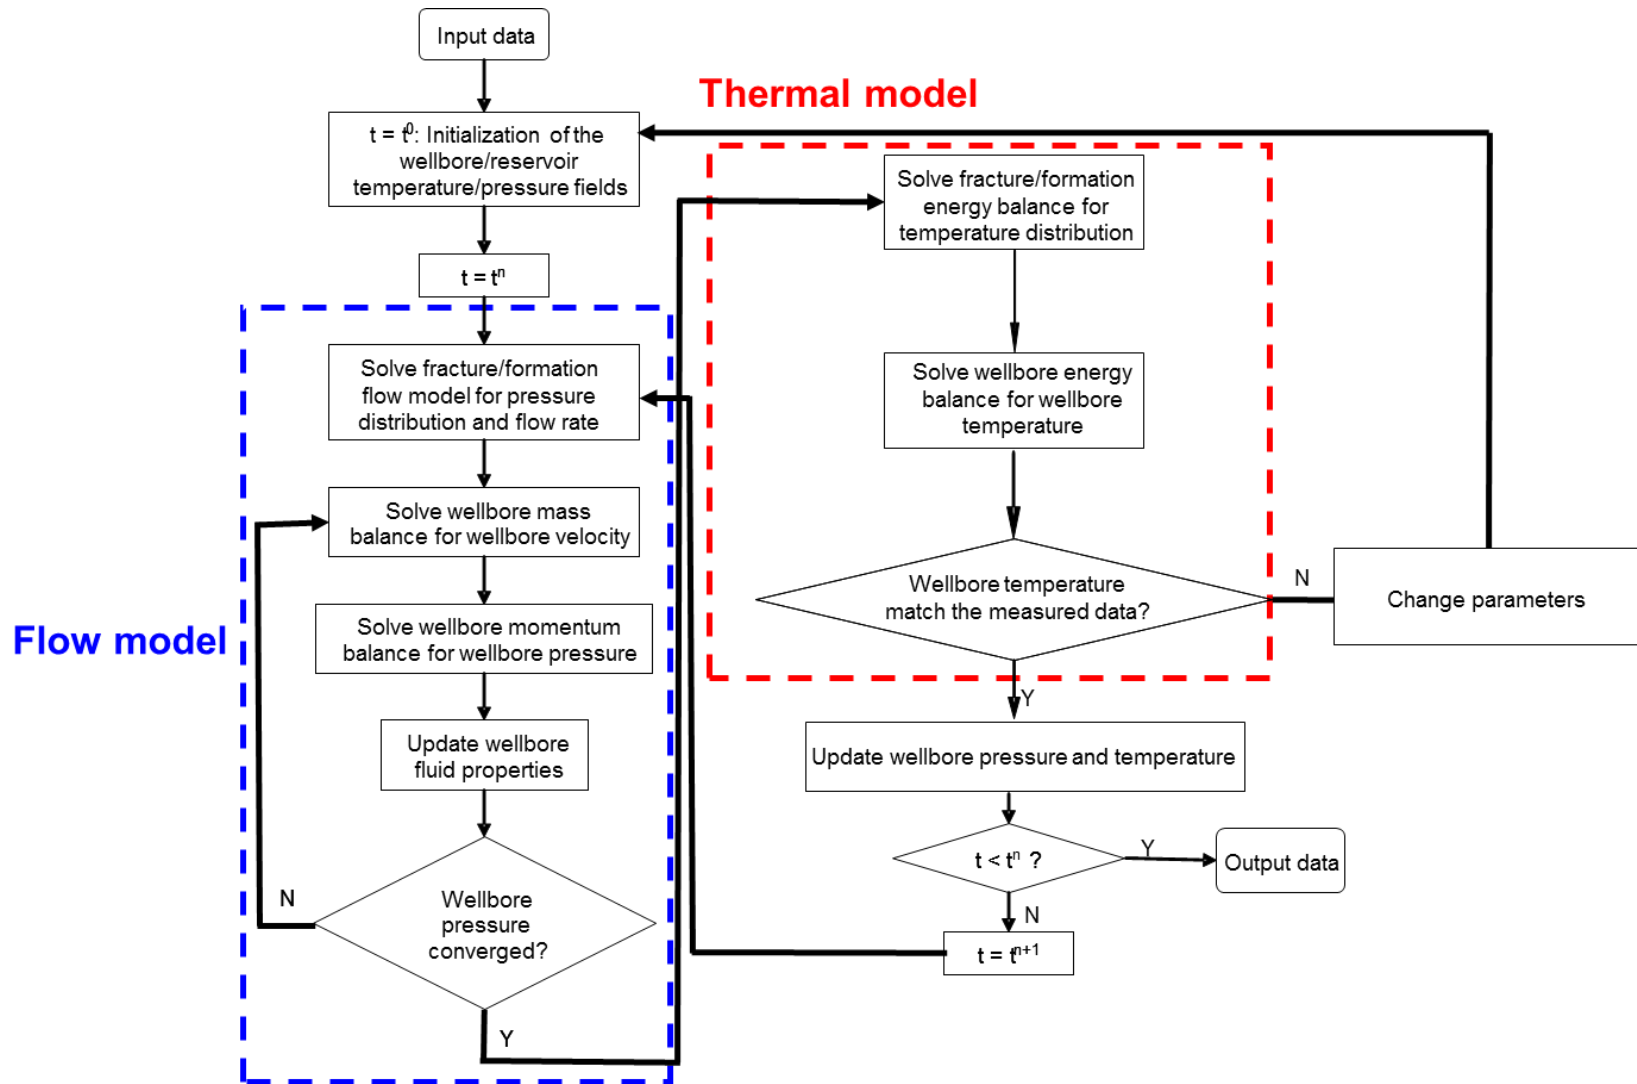 Input data
Thermal model
t = t⁰: Initialization of the
wellbore/reservoir
temperature/pressure fields
Solve fracture/formation
energy balance for
temperature distribution
t = tⁿ
Solve fracture/formation
flow model for pressure
distribution and flow rate
Solve wellbore energy
balance for wellbore
temperature
Solve wellbore mass
balance for wellbore velocity
Wellbore temperature
match the measured data?
N
Change parameters
Flow model
Solve wellbore momentum
balance for wellbore pressure
Y
Update wellbore
fluid properties
Update wellbore pressure and temperature
t < tⁿ ?
Y
Output data
N
Wellbore
pressure
converged?
N
t = tⁿ⁺¹
Y